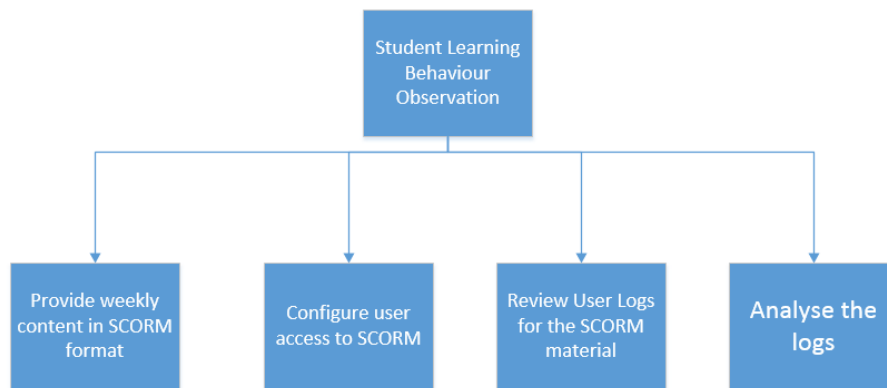 Student Learning
Behaviour
Observation
Provide weekly
content in SCORM
format
Configure user
access to SCORM
Review User Logs
for the SCORM
material
Analyse the
logs